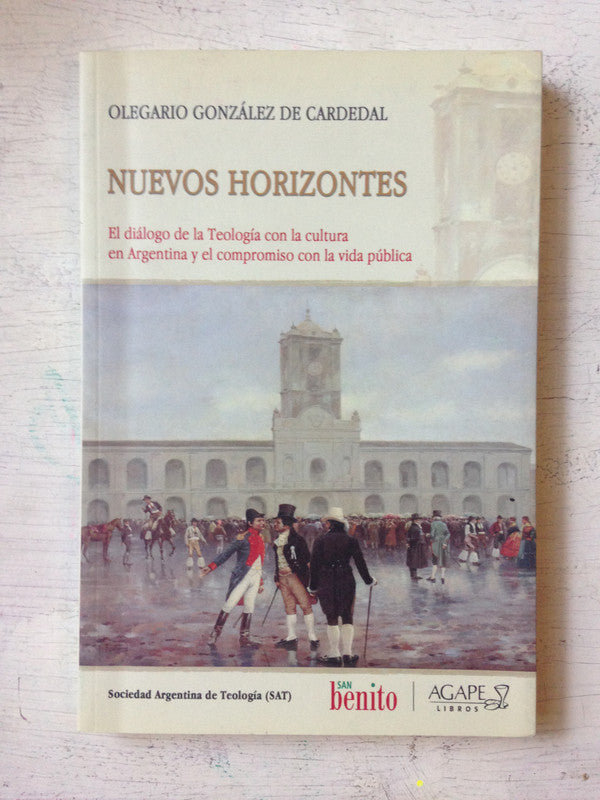 OLEGARIO GONZÁLEZ DE CARDEDAL
NUEVOS HORIZONTES
El diálogo de la Teología con la cultura
en Argentina y el compromiso con la vida pública
Sociedad Argentina de Teología (SAT)
SAN
benito
AGAPE
LIBROS